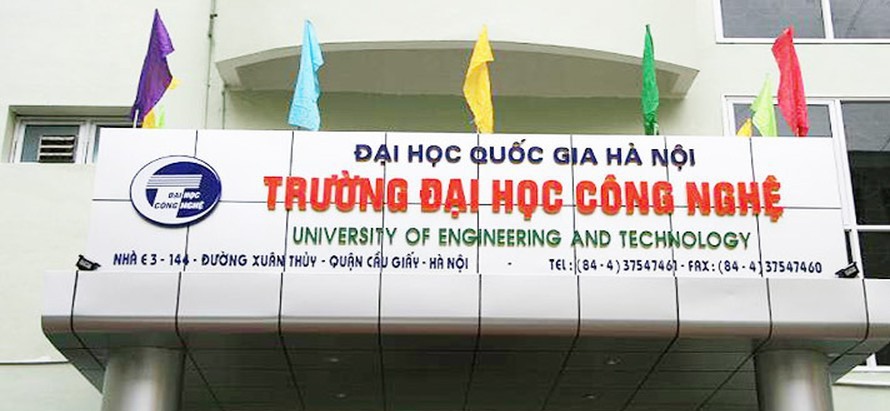 ĐẠI HỌC QUỐC GIA HÀ NỘI
ĐẠI HỌC
CÔNG NGHỆ
TRƯỜNG ĐẠI HỌC CÔNG NGHỆ
UNIVERSITY OF ENGINEERING AND TECHNOLOGY
NHÀ E3 - 144 - ĐƯỜNG XUÂN THỦY - QUẬN CẦU GIẤY - HÀ NỘI - TEL : (84 - 4) 37547461 - FAX : (84 - 4) 37547460